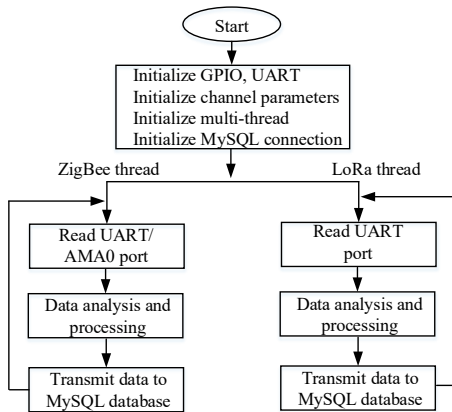 Start
Initialize GPIO, UART
Initialize channel parameters
Initialize multi-thread
Initialize MySQL connection
ZigBee thread
LoRa thread
Read UART/
AMA0 port
Read UART
port
Data analysis and
processing
Data analysis and
processing
Transmit data to
MySQL database
Transmit data to
MySQL database